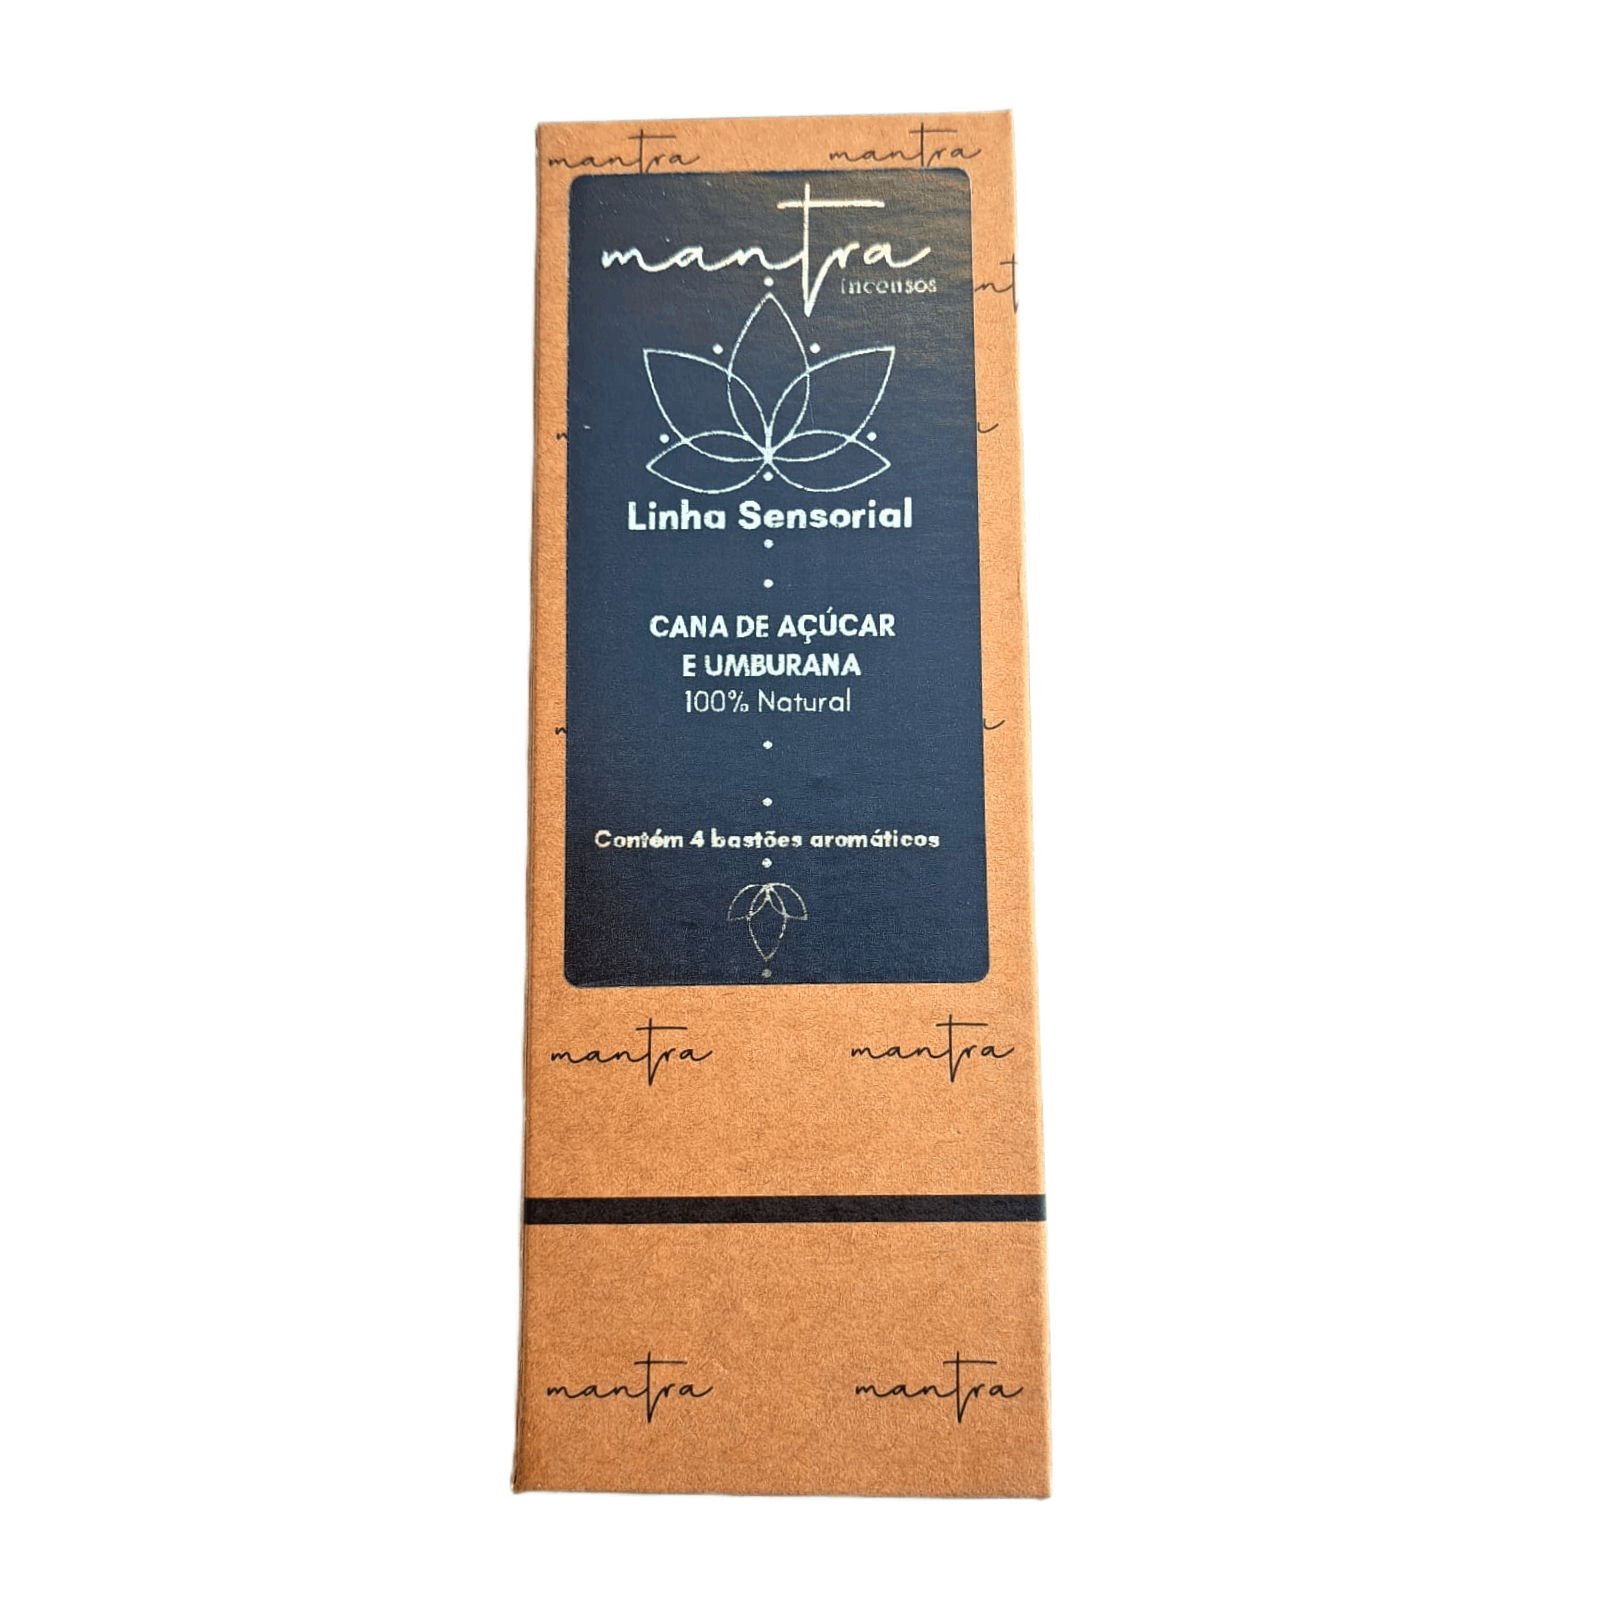 mantra mantra
mantra
incensos
nt
Linha Sensorial
CANA DE AÇÚCAR
E UMBURANA
100% Natural
Contém 4 bastões aromáticos
mantra mantra
mantra mantra